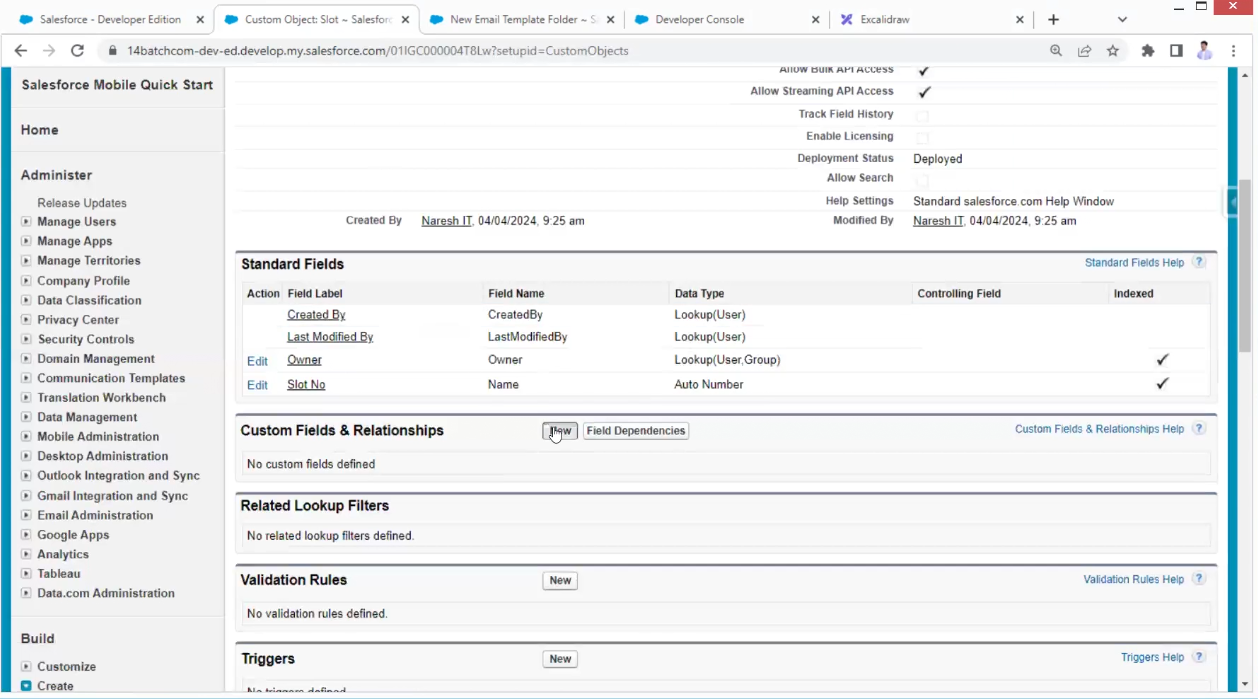 Salesforce - Developer Edition
Custom Object: Slot ~ Salesforc
New Email Template Folder ~ S
Developer Console
Excalidraw
14batchcom-dev-ed.develop.my.salesforce.com/01IGC000004T8Lw?setupid=CustomObjects
Salesforce Mobile Quick Start
Home
Administer
Release Updates
Manage Users
Manage Apps
Manage Territories
Company Profile
Data Classification
Privacy Center
Security Controls
Domain Management
Communication Templates
Translation Workbench
Data Management
Mobile Administration
Desktop Administration
Outlook Integration and Sync
Gmail Integration and Sync
Email Administration
Google Apps
Analytics
Tableau
Data.com Administration
Build
Customize
Create
Allow Bulk API Access
Allow Streaming API Access
Track Field History
Enable Licensing
Deployment Status Deployed
Allow Search
Help Settings Standard salesforce.com Help Window
Created By Naresh IT, 04/04/2024, 9:25 am Modified By Naresh IT, 04/04/2024, 9:25 am
Standard Fields Standard Fields Help ?
Action Field Label Field Name Data Type Controlling Field Indexed
Created By CreatedBy Lookup(User)
Last Modified By LastModifiedBy Lookup(User)
Edit Owner Owner Lookup(User,Group)
Edit Slot No Name Auto Number
Custom Fields & Relationships New Field Dependencies Custom Fields & Relationships Help ?
No custom fields defined
Related Lookup Filters
No related lookup filters defined.
Validation Rules New Validation Rules Help ?
No validation rules defined.
Triggers New Triggers Help ?
No triggers defined